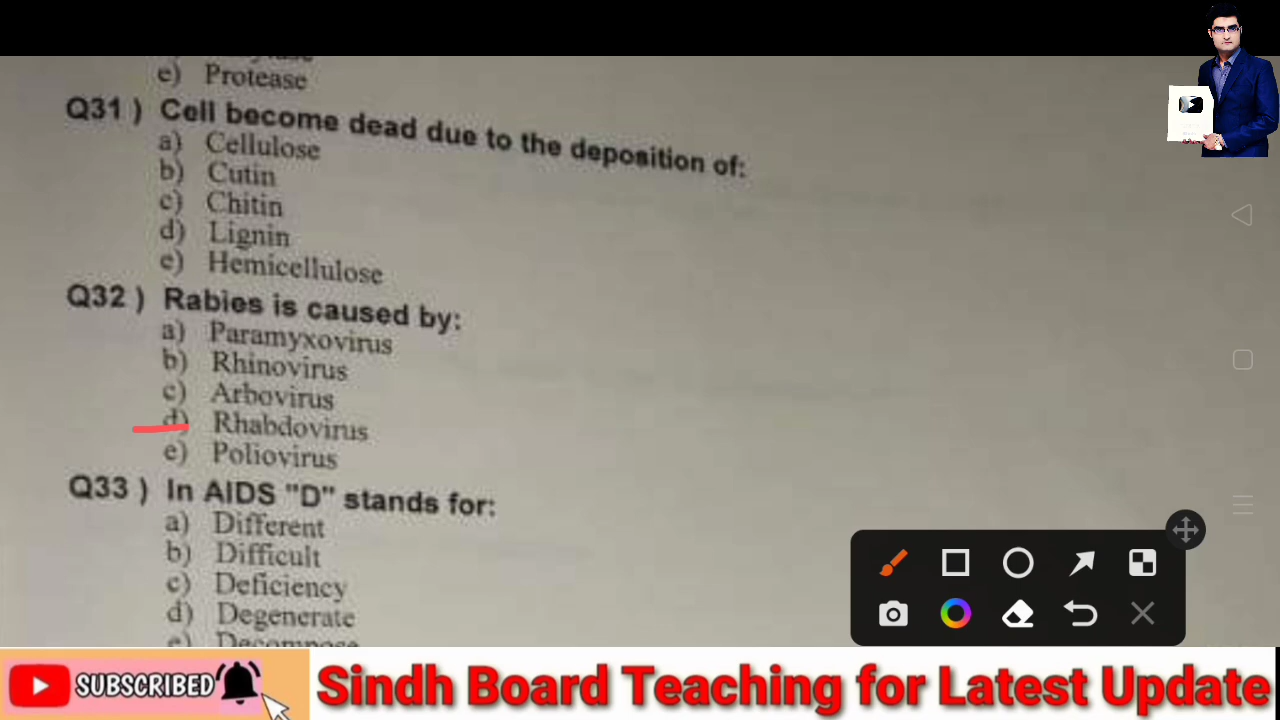 e) Protease
Q31 ) Cell become dead due to the deposition of:
a) Cellulose
b) Cutin
c) Chitin
d) Lignin
e) Hemicellulose
Q32 ) Rabies is caused by:
a) Paramyxovirus
b) Rhinovirus
c) Arbovirus
d) Rhabdovirus
e) Poliovirus
Q33 ) In AIDS "D" stands for:
a) Different
b) Difficult
c) Deficiency
d) Degenerate
e) Decompose
SUBSCRIBED
Sindh Board Teaching for Latest Update